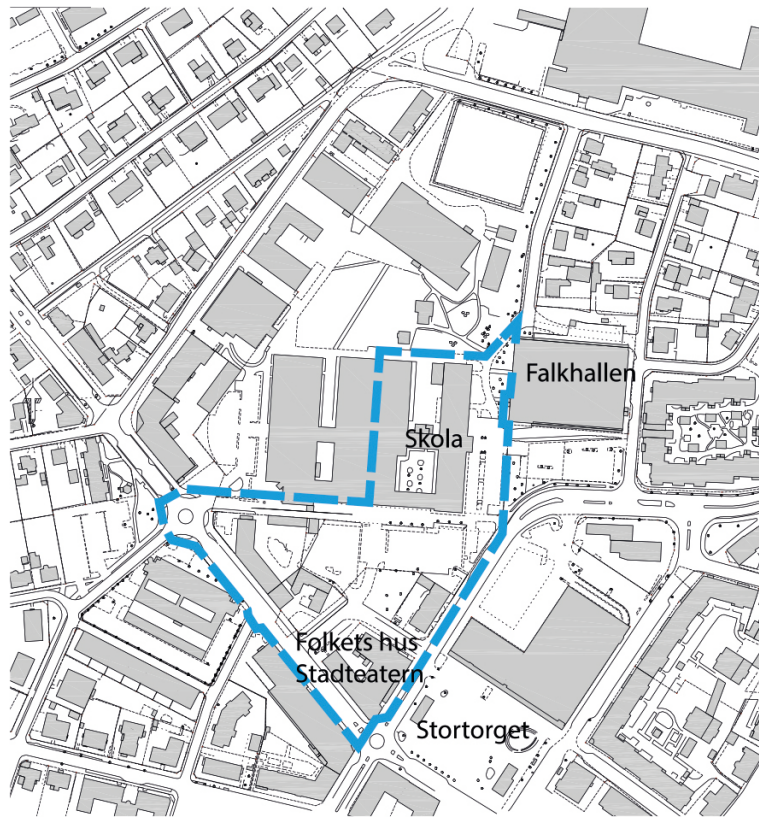 Falkhallen
Skola
Folkets hus
Stadteatern
Stortorget